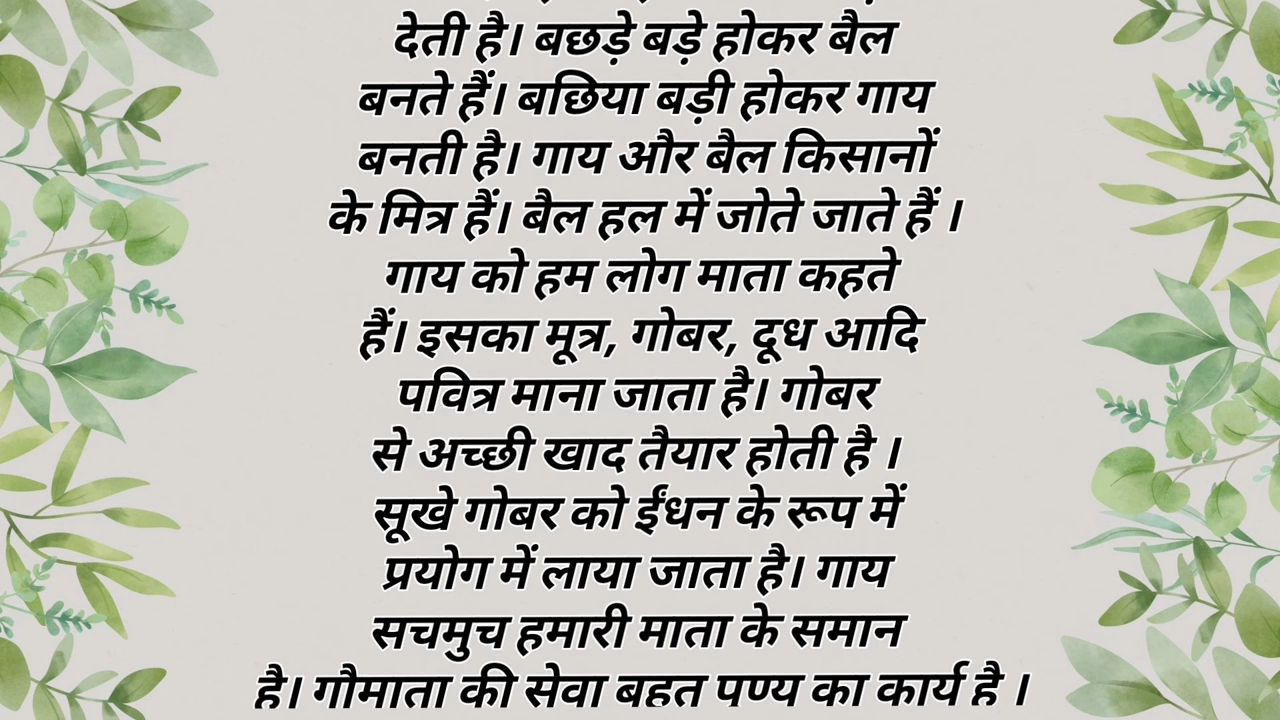 देती है। बछड़े बड़े होकर बैल
बनते हैं। बछिया बड़ी होकर गाय
बनती है। गाय और बैल किसानों
के मित्र हैं। बैल हल में जोते जाते हैं ।
गाय को हम लोग माता कहते
हैं। इसका मूत्र, गोबर, दूध आदि
पवित्र माना जाता है। गोबर
से अच्छी खाद तैयार होती है ।
सूखे गोबर को ईंधन के रूप में
प्रयोग में लाया जाता है। गाय
सचमुच हमारी माता के समान
है। गौमाता की सेवा बहुत पुण्य का कार्य है ।